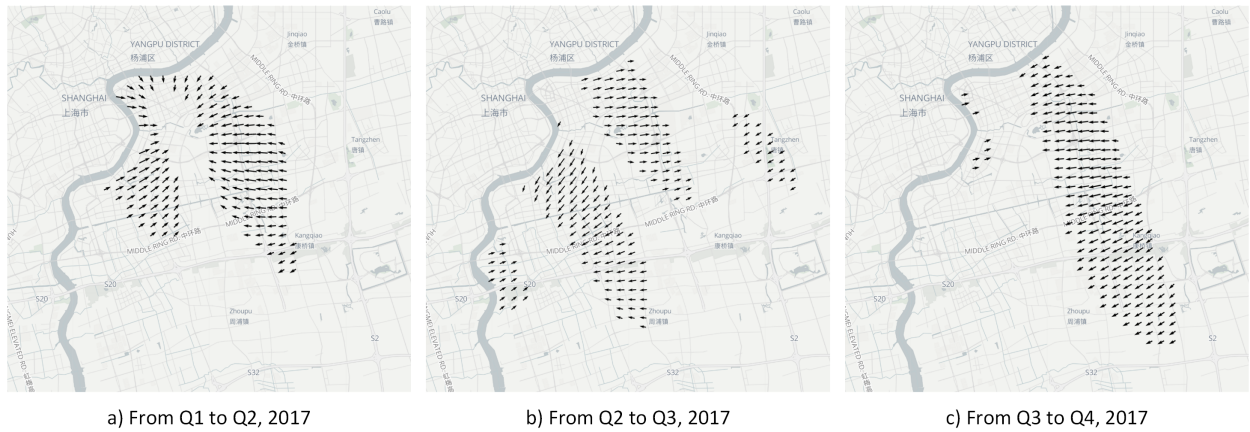 Caolu
曹路镇
Jinqiao
金桥镇
YANGPU DISTRICT
杨浦区
MIDDLE RING RD.-中环路
SHANGHAI
上海市
Tangzhen
唐镇
MIDDLE RING RD.-中环路
Kangqiao
康桥镇
S20
S20
Zhoupu
周浦镇
S2
S32
a) From Q1 to Q2, 2017
Caolu
曹路镇
Jinqiao
金桥镇
YANGPU DISTRICT
杨浦区
MIDDLE RING RD.-中环路
SHANGHAI
上海市
Tangzhen
唐镇
MIDDLE RING RD.-中环路
Kangqiao
康桥镇
S20
S20
Zhoupu
周浦镇
S2
S32
b) From Q2 to Q3, 2017
Caolu
曹路镇
Jinqiao
金桥镇
YANGPU DISTRICT
杨浦区
MIDDLE RING RD.-中环路
SHANGHAI
上海市
Tangzhen
唐镇
MIDDLE RING RD.-中环路
Kangqiao
康桥镇
S20
S20
Zhoupu
周浦镇
S2
S32
c) From Q3 to Q4, 2017